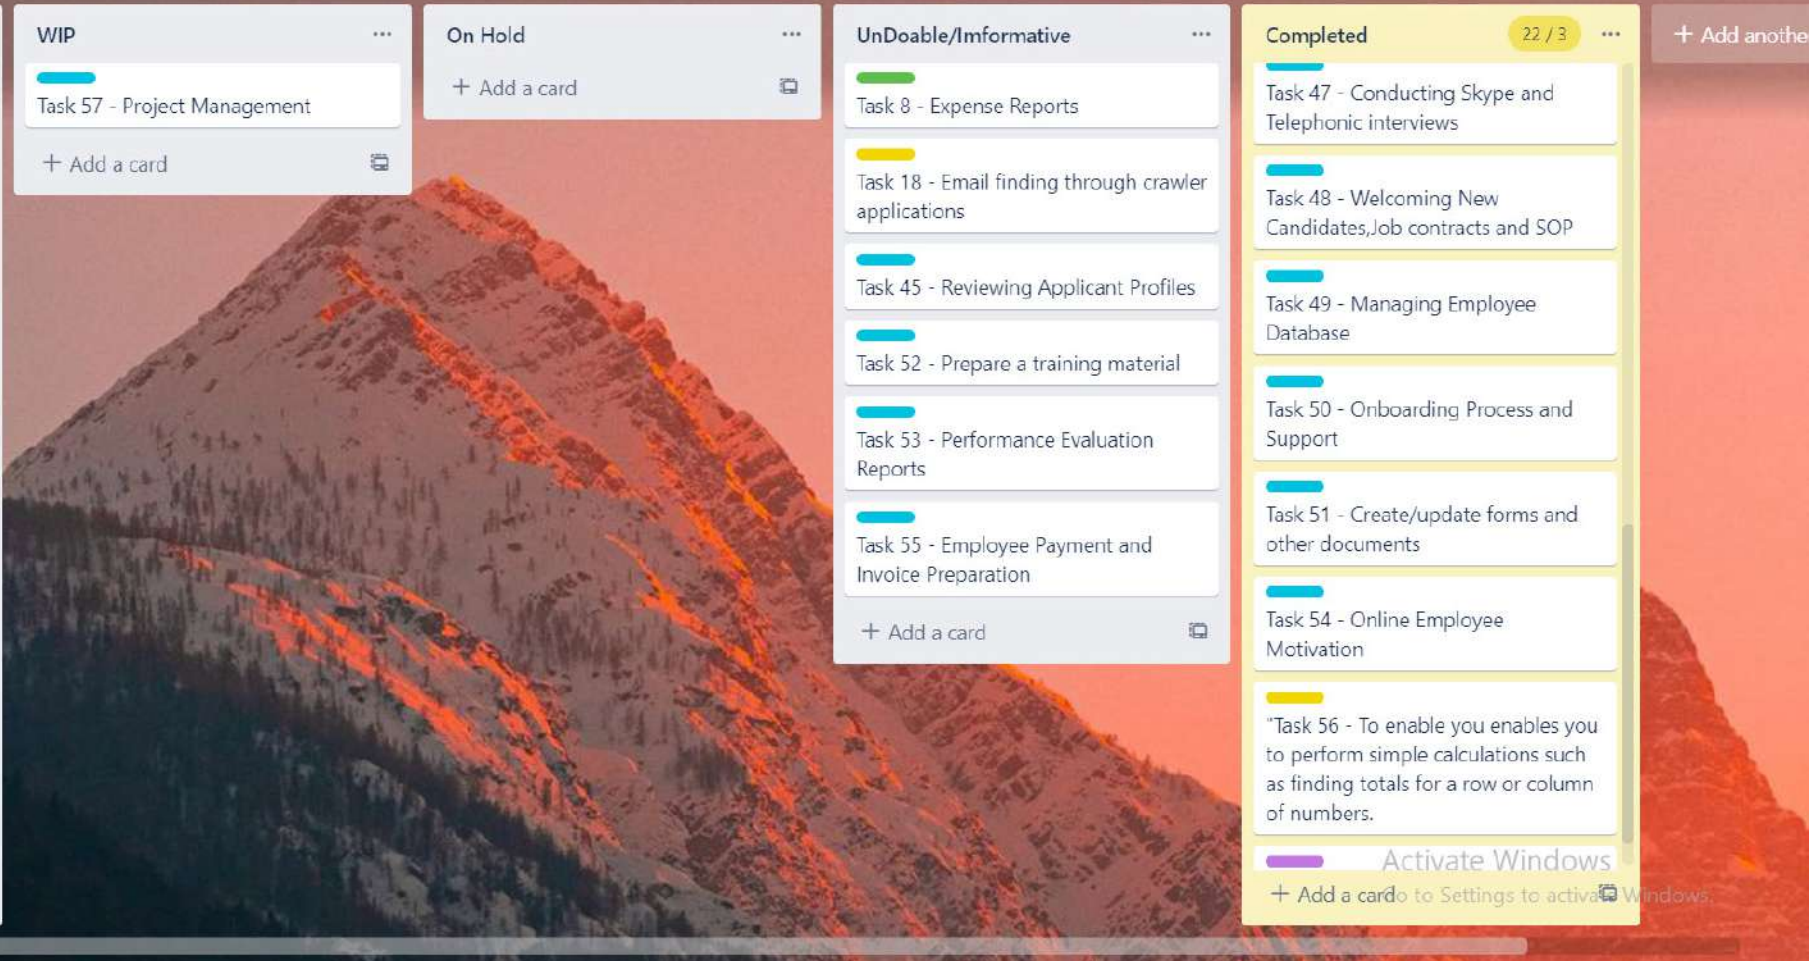 WIP
Task 57 - Project Management
+ Add a card
On Hold
+ Add a card
UnDoable/Imformative
Task 8 - Expense Reports
Task 18 - Email finding through crawler
applications
Task 45 - Reviewing Applicant Profiles
Task 52 - Prepare a training material
Task 53 - Performance Evaluation
Reports
Task 55 - Employee Payment and
Invoice Preparation
+ Add a card
Completed
22 / 3
Task 47 - Conducting Skype and
Telephonic interviews
Task 48 - Welcoming New
Candidates,Job contracts and SOP
Task 49 - Managing Employee
Database
Task 50 - Onboarding Process and
Support
Task 51 - Create/update forms and
other documents
Task 54 - Online Employee
Motivation
"Task 56 - To enable you enables you
to perform simple calculations such
as finding totals for a row or column
of numbers.
+ Add a card
+ Add anothe
Activate Windows
Go to Settings to activate Windows.